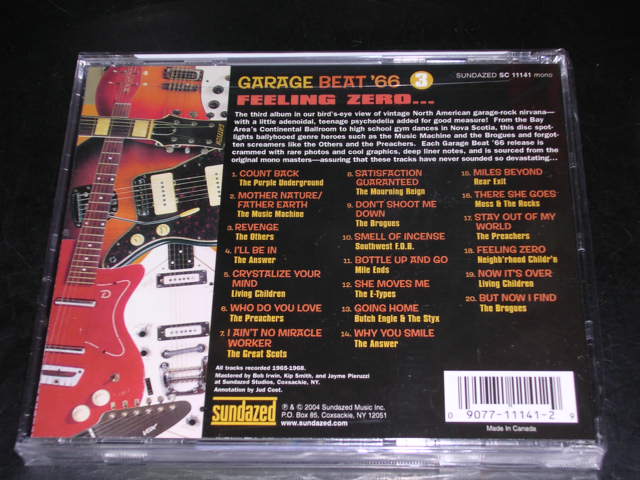 GARAGE BEAT '66 3
SUNDAZED SC 11141 mono
FEELING ZERO...
The third album in our bird's-eye view of vintage North American garage-rock nirvana—
with a little adenoidal, teenage psychedelia added for good measure! From the Bay
Area's Continental Ballroom to high school gym dances in Nova Scotia, this disc spot-
lights ballyhooed genre heroes such as the Music Machine and the Brogues and forgot-
ten screamers like the Others and the Preachers. Each Garage Beat '66 release is
crammed with rare photos and cool graphics, deep liner notes, and is sourced from the
original mono masters—assuring that these tracks have never sounded so devastating...
1. COUNT BACK
The Purple Underground
2. MOTHER NATURE/
FATHER EARTH
The Music Machine
3. REVENGE
The Others
4. I'LL BE IN
The Answer
5. CRYSTALIZE YOUR
MIND
Living Children
6. WHO DO YOU LOVE
The Preachers
7. I AIN'T NO MIRACLE
WORKER
The Great Scots
8. SATISFACTION
GUARANTEED
The Mourning Reign
9. DON'T SHOOT ME
DOWN
The Brogues
10. SMELL OF INCENSE
Southwest F.O.B.
11. BOTTLE UP AND GO
Mile Ends
12. SHE MOVES ME
The E-Types
13. GOING HOME
Butch Engle & The Styx
14. WHY YOU SMILE
The Answer
15. MILES BEYOND
Rear Exit
16. THERE SHE GOES
Moss & The Rocks
17. STAY OUT OF MY
WORLD
The Preachers
18. FEELING ZERO
Neighb'rhood Childr'n
19. NOW IT'S OVER
Living Children
20. BUT NOW I FIND
The Brogues
All tracks recorded 1965-1968.
Mastered by Bob Irwin, Kip Smith, and Jayme Pieruzzi
at Sundazed Studios, Coxsackie, NY.
Annotation by Jud Cost.
sundazed
℗ & © 2004 Sundazed Music Inc.
P.O. Box 85, Coxsackie, NY 12051
0 9077-11141-2 9
Made In Canada